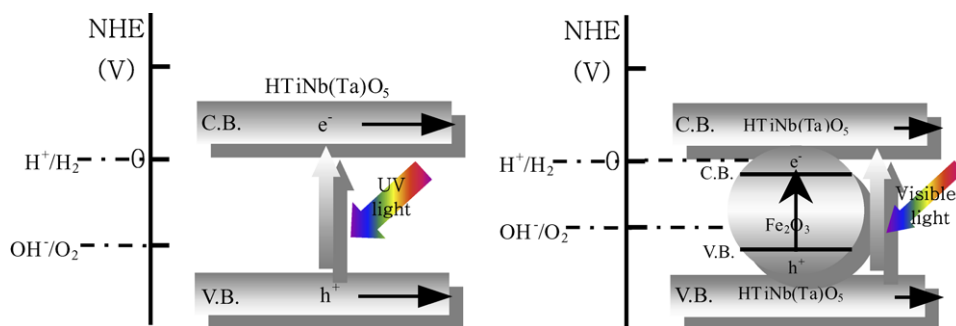 NHE
(V)
HTiNb(Ta)O₅
C.B. e⁻
H⁺/H₂ 0
UV
light
OH⁻/O₂
V.B. h⁺
NHE
(V)
C.B. HTiNb(Ta)O₅
H⁺/H₂ 0
e⁻
C.B.
Visible
light
OH⁻/O₂
Fe₂O₃
V.B.
h⁺
V.B. HTiNb(Ta)O₅